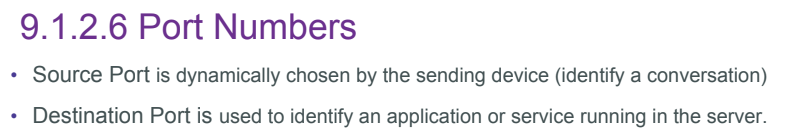 9.1.2.6 Port Numbers
• Source Port is dynamically chosen by the sending device (identify a conversation)
• Destination Port is used to identify an application or service running in the server.